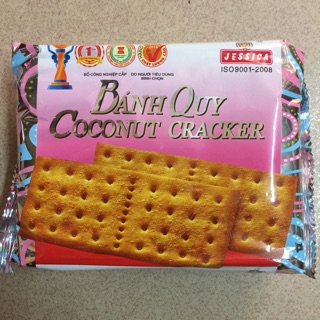 JESSICA
ISO9001-2008
BỘ CÔNG NGHIỆP CẤP
DO NGƯỜI TIÊU DÙNG
BÌNH CHỌN
BÁNH QUY
COCONUT CRACKER